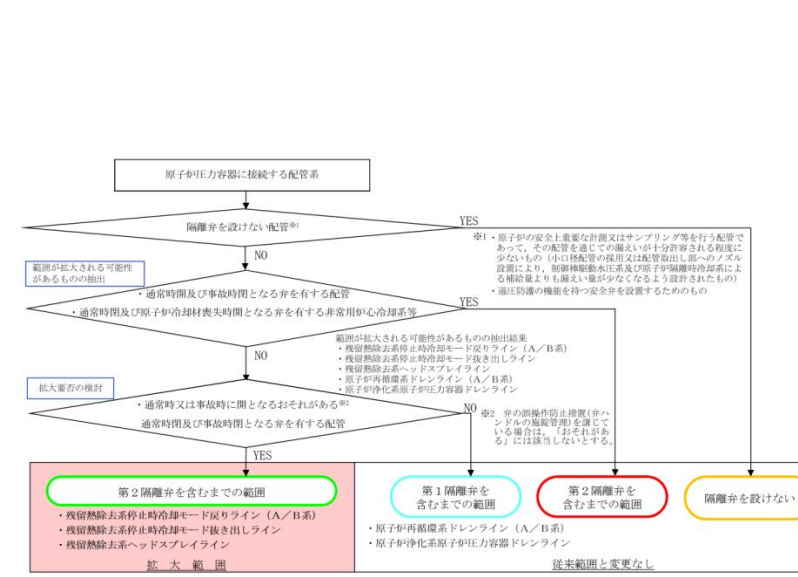 原子炉圧力容器に接続する配管系
隔離弁を設けない配管※1
YES
※1・原子炉の安全上重要な計測又はサンプリング等を行う配管で
あって，その配管を通じての漏えいが十分許容される程度に
少ないもの（小口径配管の採用又は配管取出し部へのノズル
設置により，制御棒駆動水圧系及び原子炉隔離時冷却系によ
る補給量よりも漏えい量が少なくなるよう設計されたもの）
・過圧防護の機能を持つ安全弁を設置するためのもの
NO
範囲が拡大される可能性
があるものの抽出
・通常時開及び事故時閉となる弁を有する配管
・通常時閉及び原子炉冷却材喪失時開となる弁を有する非常用炉心冷却系等
YES
NO
範囲が拡大される可能性があるものの抽出結果
・残留熱除去系停止時冷却モード戻りライン（A／B系）
・残留熱除去系停止時冷却モード抜き出しライン
・残留熱除去系ヘッドスプレイライン
・原子炉再循環系ドレンライン（A／B系）
・原子炉浄化系原子炉圧力容器ドレンライン
拡大要否の検討
・通常時又は事故時に開となるおそれがある※2
通常時閉及び事故時閉となる弁を有する配管
NO
※2 弁の誤操作防止措置(弁ハ
ンドルの施錠管理)を講じて
いる場合は，「おそれがあ
る」には該当しないとする。
YES
第２隔離弁を含むまでの範囲
・残留熱除去系停止時冷却モード戻りライン（A／B系）
・残留熱除去系停止時冷却モード抜き出しライン
・残留熱除去系ヘッドスプレイライン
拡大範囲
第１隔離弁を
含むまでの範囲
・原子炉再循環系ドレンライン（A／B系）
・原子炉浄化系原子炉圧力容器ドレンライン
第２隔離弁を
含むまでの範囲
隔離弁を設けない
従来範囲と変更なし